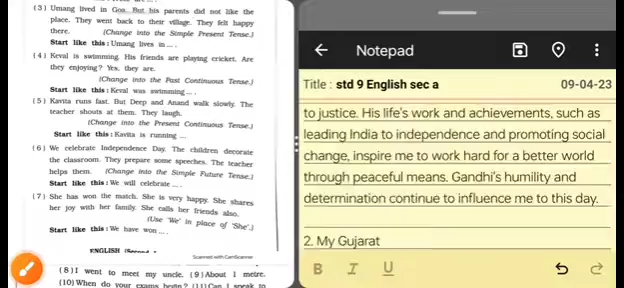 ( 3 ) Umang lived in Goa. But his parents did not like the
place. They went back to their village. They felt happy
there. (Change into the Simple Present Tense.)
Start like this : Umang lives in ... .
( 4 ) Keval is swimming. His friends are playing cricket. Are
they enjoying? Yes, they are.
(Change into the Past Continuous Tense.)
Start like this : Keval was swimming ... .
( 5 ) Kavita runs fast. But Deep and Anand walk slowly. The
teacher shouts at them. They laugh.
(Change into the Present Continuous Tense.)
Start like this : Kavita is running ...
( 6 ) We celebrate Independence Day. The children decorate
the classroom. They prepare some speeches. The teacher
helps them. (Change into the Simple Future Tense.)
Start like this : We will celebrate ... .
( 7 ) She has won the match. She is very happy. She shares
her joy with her family. She calls her friends also.
(Use 'We' in place of 'She'.)
Start like this : We have won ... .
ENGLISH
Scanned with CamScanner
( 8 ) I went to meet my uncle. ( 9 ) About 1 metre.
(10) When do your exams begin? (11) Can I speak to
Notepad
Title : std 9 English sec a 09-04-23
to justice. His life's work and achievements, such as
leading India to independence and promoting social
change, inspire me to work hard for a better world
through peaceful means. Gandhi's humility and
determination continue to influence me to this day.
2. My Gujarat
B I U